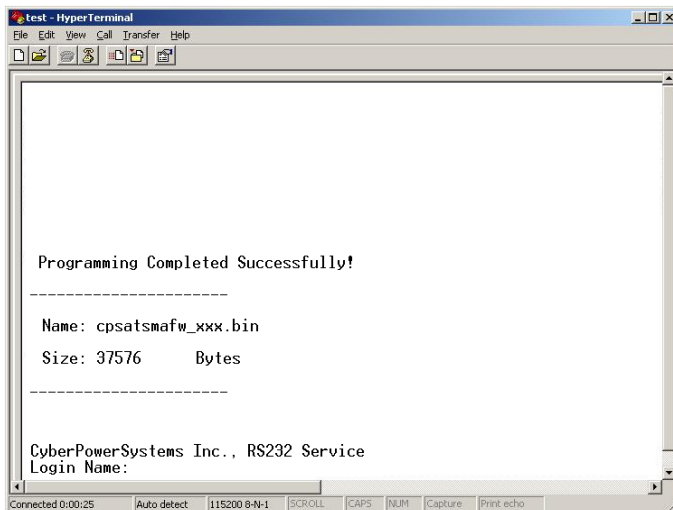 test - HyperTerminal
File Edit View Call Transfer Help
Programming Completed Successfully!
----------------------
Name: cpsatsmafw_xxx.bin
Size: 37576 Bytes
----------------------
CyberPowerSystems Inc., RS232 Service
Login Name:
Connected 0:00:25 Auto detect 115200 8-N-1 SCROLL CAPS NUM Capture Print echo